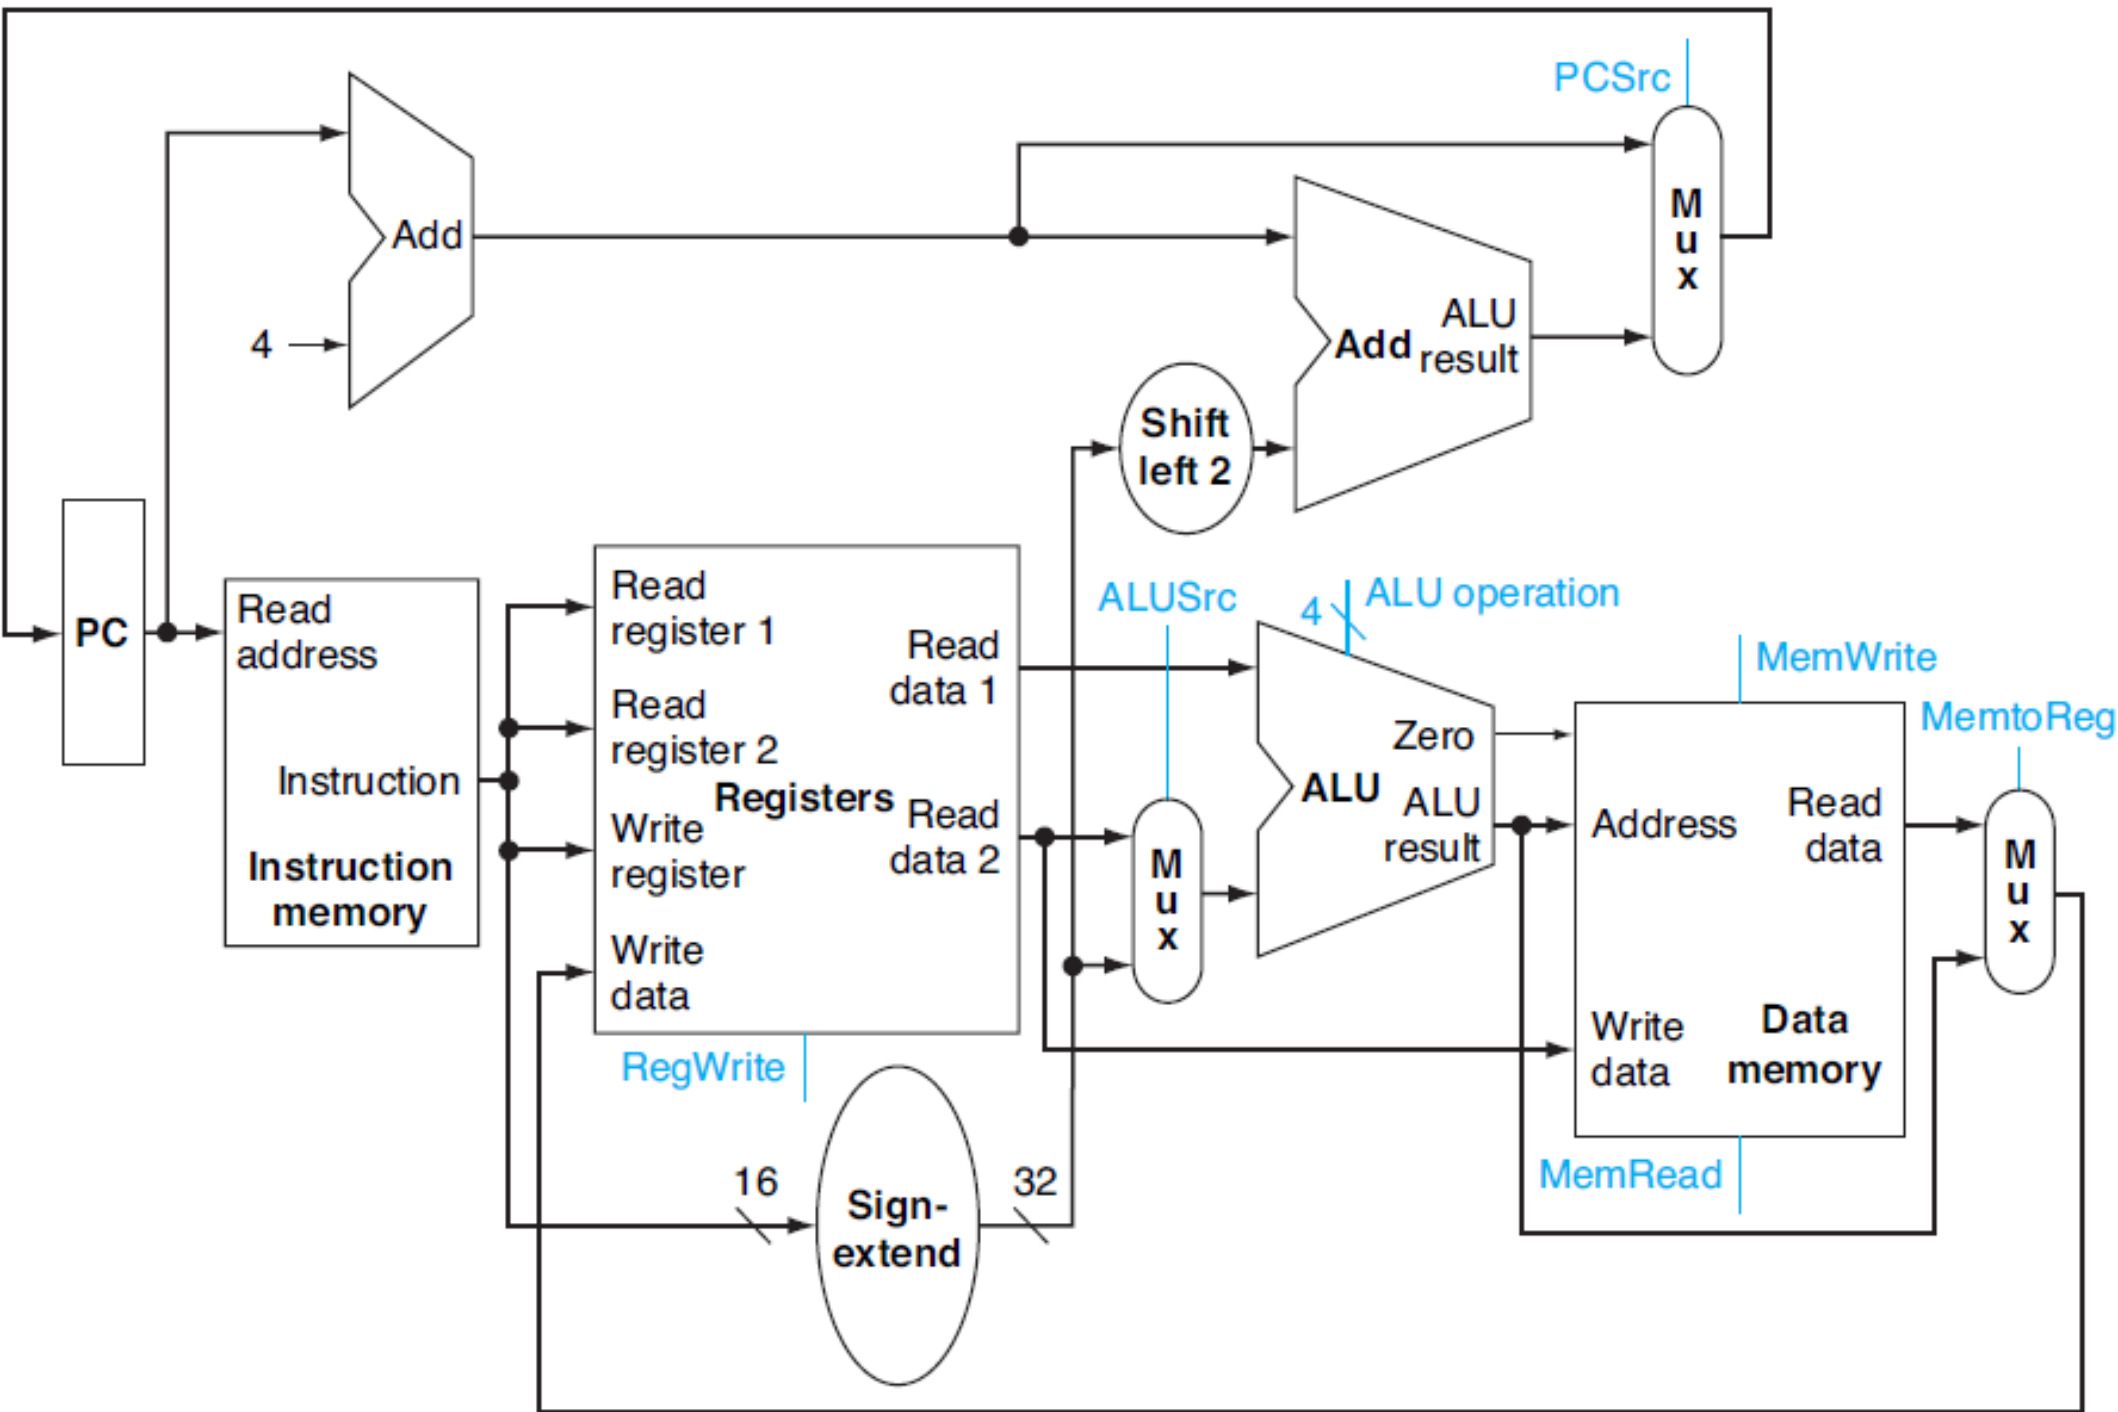 PCSrc
M
u
x
Add
4
ALU
result
Add
Shift
left 2
PC
Read
address
Instruction
Instruction
memory
Read
register 1
Read
register 2
Write
register
Write
data
Registers
Read
data 1
Read
data 2
RegWrite
16
Sign-
extend
32
ALUSrc
M
u
x
4
ALU operation
Zero
ALU
ALU
result
MemWrite
Address
Read
data
Write
data
Data
memory
MemRead
MemtoReg
M
u
x